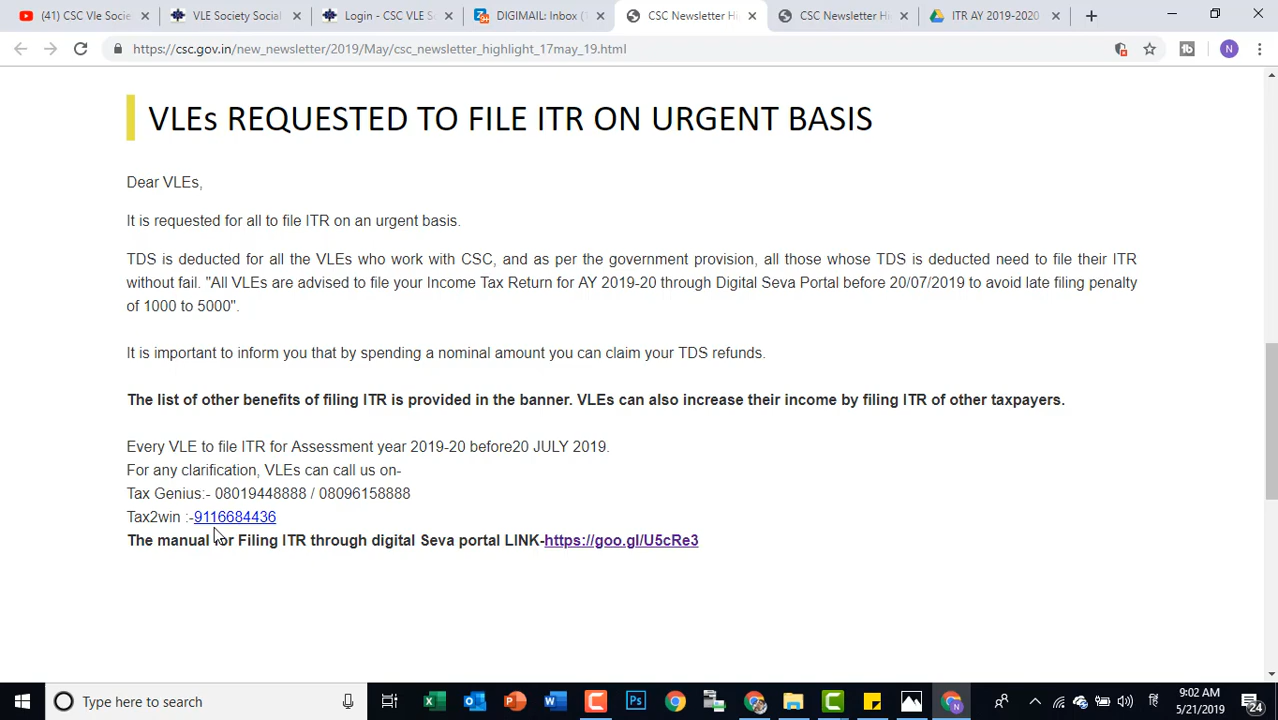 (41) CSC Vle Socie
VLE Society Social
Login - CSC VLE S
DIGIMAIL: Inbox (
CSC Newsletter Hi
CSC Newsletter Hi
ITR AY 2019-2020
https://csc.gov.in/new_newsletter/2019/May/csc_newsletter_highlight_17may_19.html
N
VLEs REQUESTED TO FILE ITR ON URGENT BASIS
Dear VLEs,
It is requested for all to file ITR on an urgent basis.
TDS is deducted for all the VLEs who work with CSC, and as per the government provision, all those whose TDS is deducted need to file their ITR
without fail. "All VLEs are advised to file your Income Tax Return for AY 2019-20 through Digital Seva Portal before 20/07/2019 to avoid late filing penalty
of 1000 to 5000".
It is important to inform you that by spending a nominal amount you can claim your TDS refunds.
The list of other benefits of filing ITR is provided in the banner. VLEs can also increase their income by filing ITR of other taxpayers.
Every VLE to file ITR for Assessment year 2019-20 before20 JULY 2019.
For any clarification, VLEs can call us on-
Tax Genius:- 08019448888 / 08096158888
Tax2win :-9116684436
The manual for Filing ITR through digital Seva portal LINK-https://goo.gl/U5cRe3
Type here to search
9:02 AM
5/21/2019
24